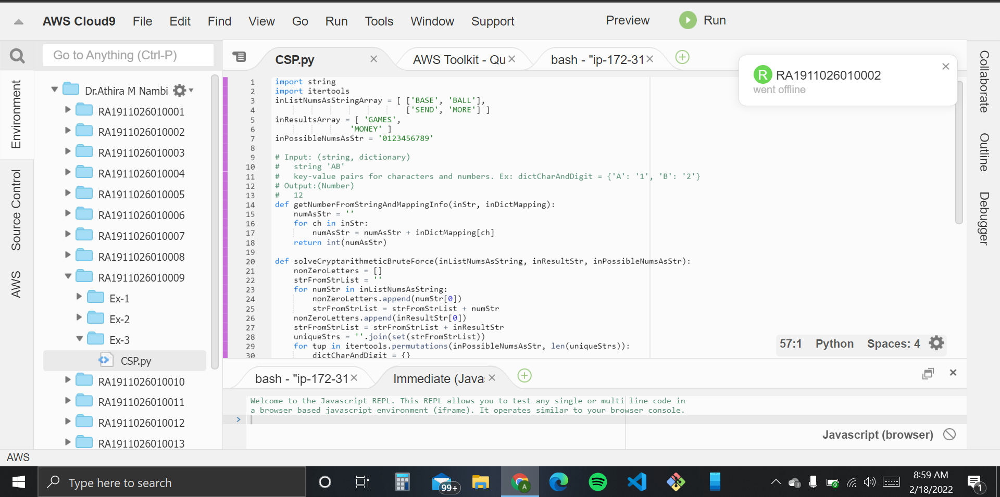 AWS Cloud9 File Edit Find View Go Run Tools Window Support Preview Run
Go to Anything (Ctrl-P)
CSP.py
AWS Toolkit - Qu
bash - "ip-172-31
R RA1911026010002
went offline
Environment
Source Control
AWS
Collaborate
Outline
Debugger
Dr.Athira M Nambi
RA1911026010001
RA1911026010002
RA1911026010003
RA1911026010004
RA1911026010005
RA1911026010006
RA1911026010007
RA1911026010008
RA1911026010009
Ex-1
Ex-2
Ex-3
CSP.py
RA1911026010010
RA1911026010011
RA1911026010012
RA1911026010013
1 import string
2 import itertools
3 inListNumsAsStringArray = [ ['BASE', 'BALL'],
4 ['SEND', 'MORE'] ]
5 inResultsArray = [ 'GAMES',
6 'MONEY' ]
7 inPossibleNumsAsStr = '0123456789'
8
9 # Input: (string, dictionary)
10 # string 'AB'
11 # key-value pairs for characters and numbers. Ex: dictCharAndDigit = {'A': '1', 'B': '2'}
12 # Output:(Number)
13 # 12
14 def getNumberFromStringAndMappingInfo(inStr, inDictMapping):
15 numAsStr = ''
16 for ch in inStr:
17 numAsStr = numAsStr + inDictMapping[ch]
18 return int(numAsStr)
19
20 def solveCryptarithmeticBruteForce(inListNumsAsString, inResultStr, inPossibleNumsAsStr):
21 nonZeroLetters = []
22 strFromStrList = ''
23 for numStr in inListNumsAsString:
24 nonZeroLetters.append(numStr[0])
25 strFromStrList = strFromStrList + numStr
26 nonZeroLetters.append(inResultStr[0])
27 strFromStrList = strFromStrList + inResultStr
28 uniqueStrs = ''.join(set(strFromStrList))
29 for tup in itertools.permutations(inPossibleNumsAsStr, len(uniqueStrs)):
30 dictCharAndDigit = {}
57:1 Python Spaces: 4
bash - "ip-172-31
Immediate (Java
Welcome to the Javascript REPL. This REPL allows you to test any single or multi line code in
a browser based javascript environment (iframe). It operates similar to your browser console.
>
Javascript (browser)
AWS
Type here to search
99+
A
8:59 AM
2/18/2022
1